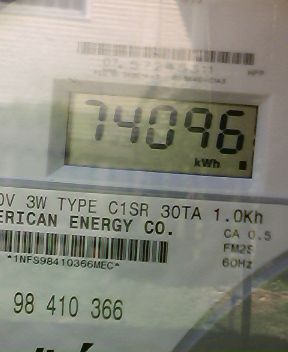 74096
kWh
0V 3W TYPE C1SR 30TA 1.0Kh
ERICAN ENERGY CO.
CA 0.5
FM2S
60Hz
*1NFS98410366MEC*
98 410 366